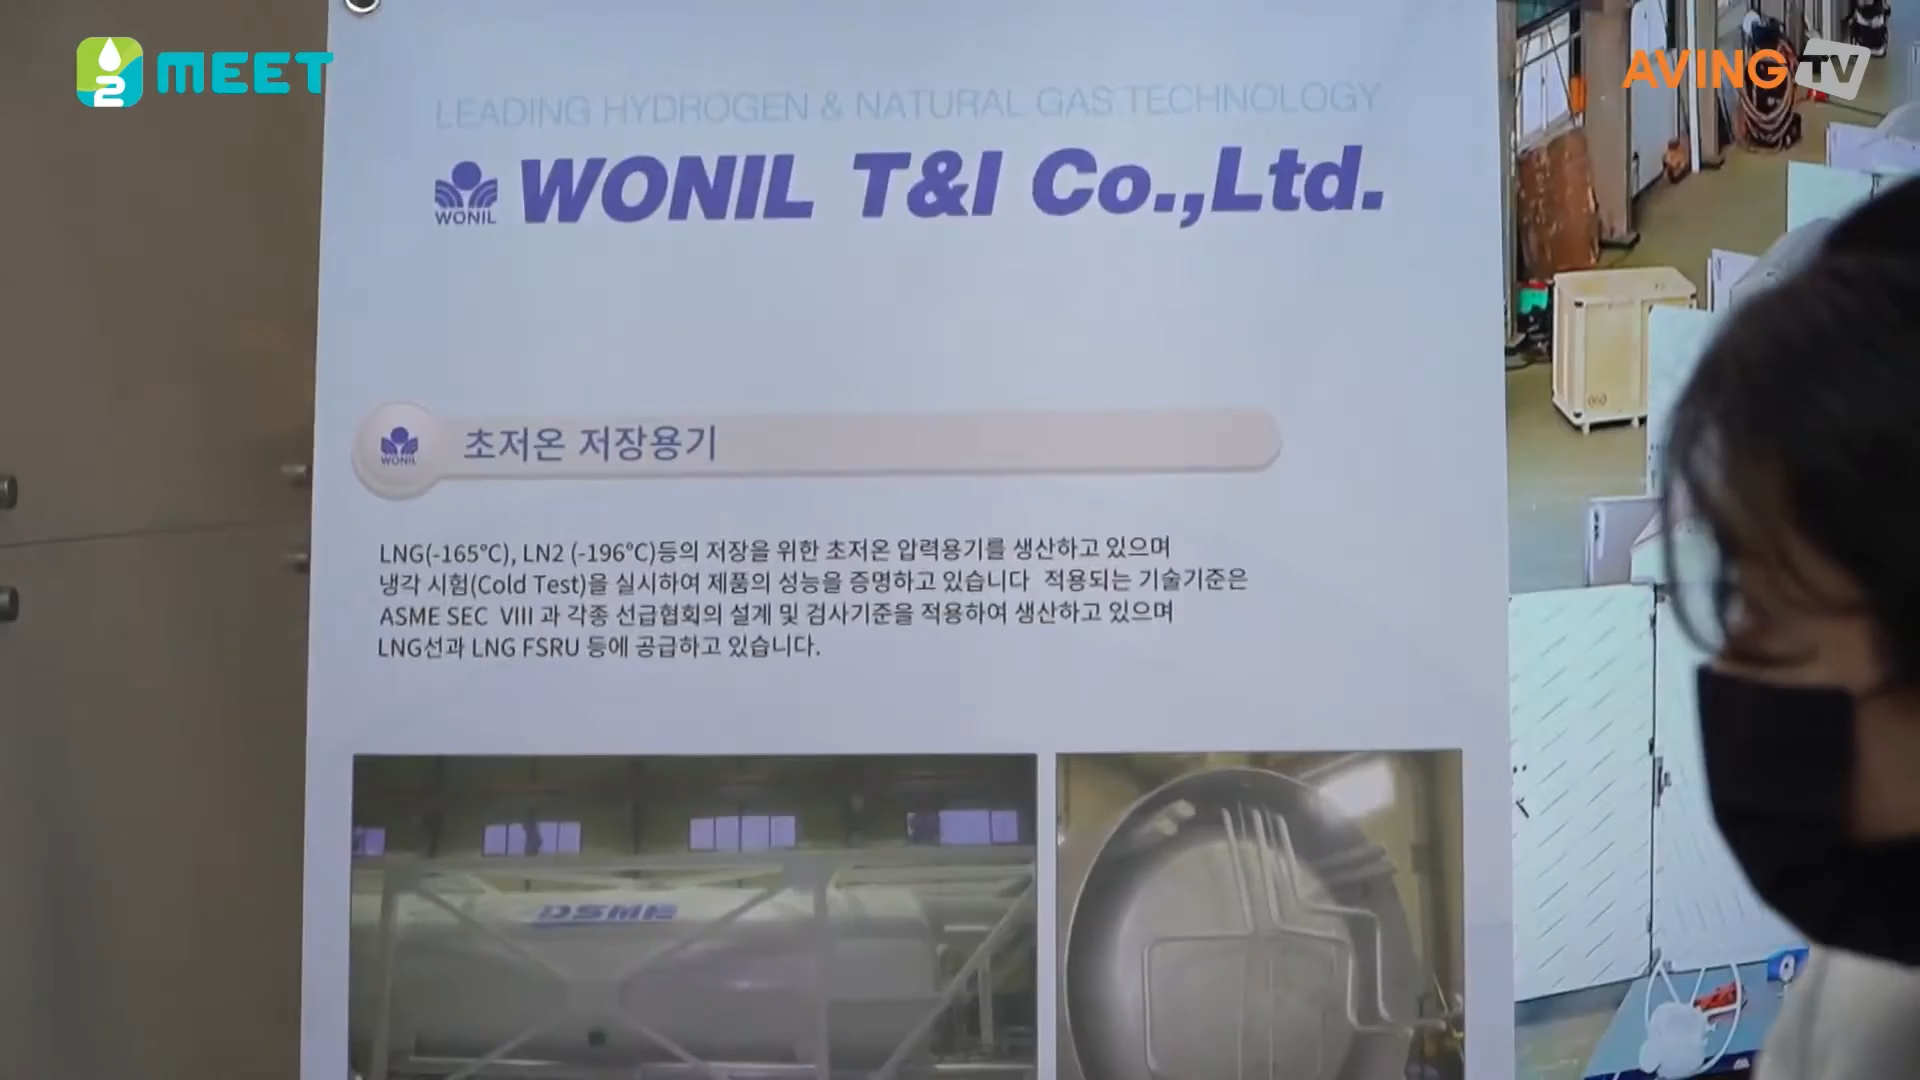 2 MEET
AVING TV
LEADING HYDROGEN & NATURAL GAS TECHNOLOGY
WONIL
WONIL T&I Co.,Ltd.
WONIL
초저온 저장용기
LNG(-165℃), LN2 (-196℃)등의 저장을 위한 초저온 압력용기를 생산하고 있으며
냉각 시험(Cold Test)을 실시하여 제품의 성능을 증명하고 있습니다 적용되는 기술기준은
ASME SEC VIII 과 각종 선급협회의 설계 및 검사기준을 적용하여 생산하고 있으며
LNG선과 LNG FSRU 등에 공급하고 있습니다.
DSME